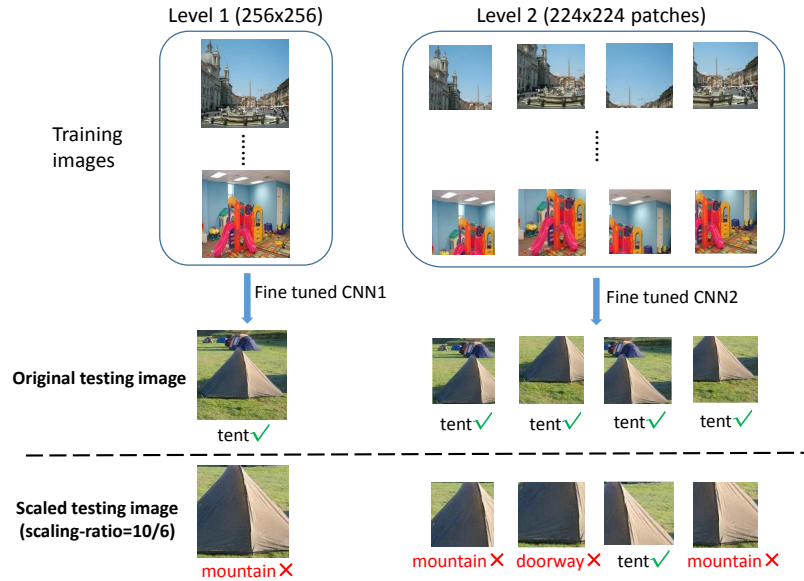 Level 1 (256x256)
Level 2 (224x224 patches)
Training
images
Fine tuned CNN1
Fine tuned CNN2
Original testing image
tent✓
tent✓
tent✓
tent✓
tent✓
Scaled testing image
(scaling-ratio=10/6)
mountain✕
mountain✕
doorway✕
tent✓
mountain✕